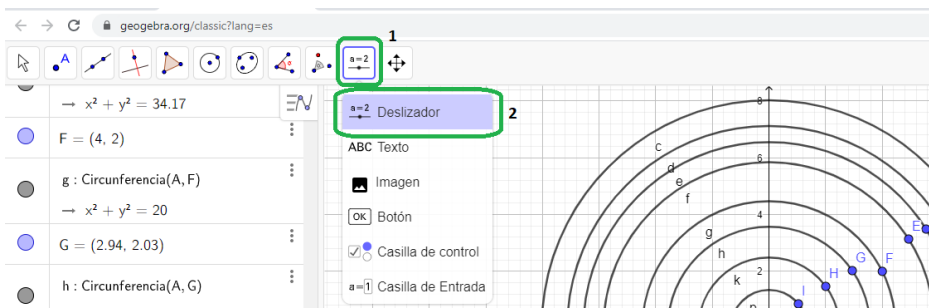 geogebra.org/classic?lang=es
1
A
a=2
→ x² + y² = 34.17
F = (4, 2)
g : Circunferencia(A, F)
→ x² + y² = 20
G = (2.94, 2.03)
h : Circunferencia(A, G)
a=2 Deslizador
2
ABC Texto
Imagen
OK Botón
Casilla de control
a=1 Casilla de Entrada
8
c
6
d
e
f
4
E
g
h
G
F
2
H
k
I